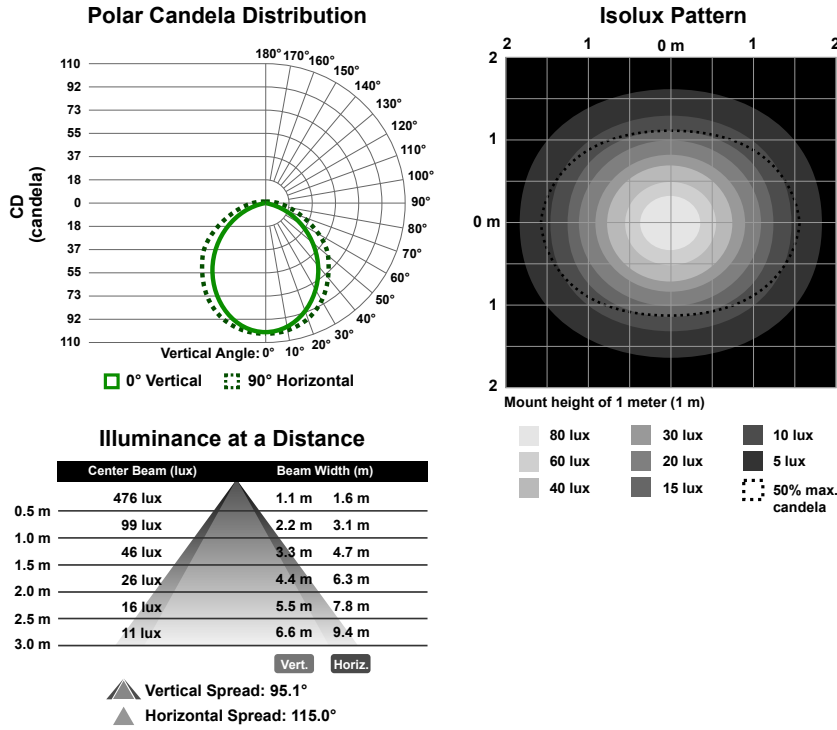 Polar Candela Distribution
180° 170° 160° 150° 140° 130° 120° 110° 100° 90° 80° 70° 60° 50° 40° 30° 20° 10°
110
92
73
55
37
18
0
18
37
55
73
92
110
CD
(candela)
Vertical Angle: 0°
0° Vertical 90° Horizontal
Isolux Pattern
2 1 0 m 1 2
2
1
0 m
1
2
Mount height of 1 meter (1 m)
80 lux 30 lux 10 lux
60 lux 20 lux 5 lux
40 lux 15 lux 50% max.
candela
Illuminance at a Distance
Center Beam (lux) Beam Width (m)
476 lux 1.1 m 1.6 m
0.5 m
99 lux 2.2 m 3.1 m
1.0 m
46 lux 3.3 m 4.7 m
1.5 m
26 lux 4.4 m 6.3 m
2.0 m
16 lux 5.5 m 7.8 m
2.5 m
11 lux 6.6 m 9.4 m
3.0 m
Vert. Horiz.
Vertical Spread: 95.1°
Horizontal Spread: 115.0°